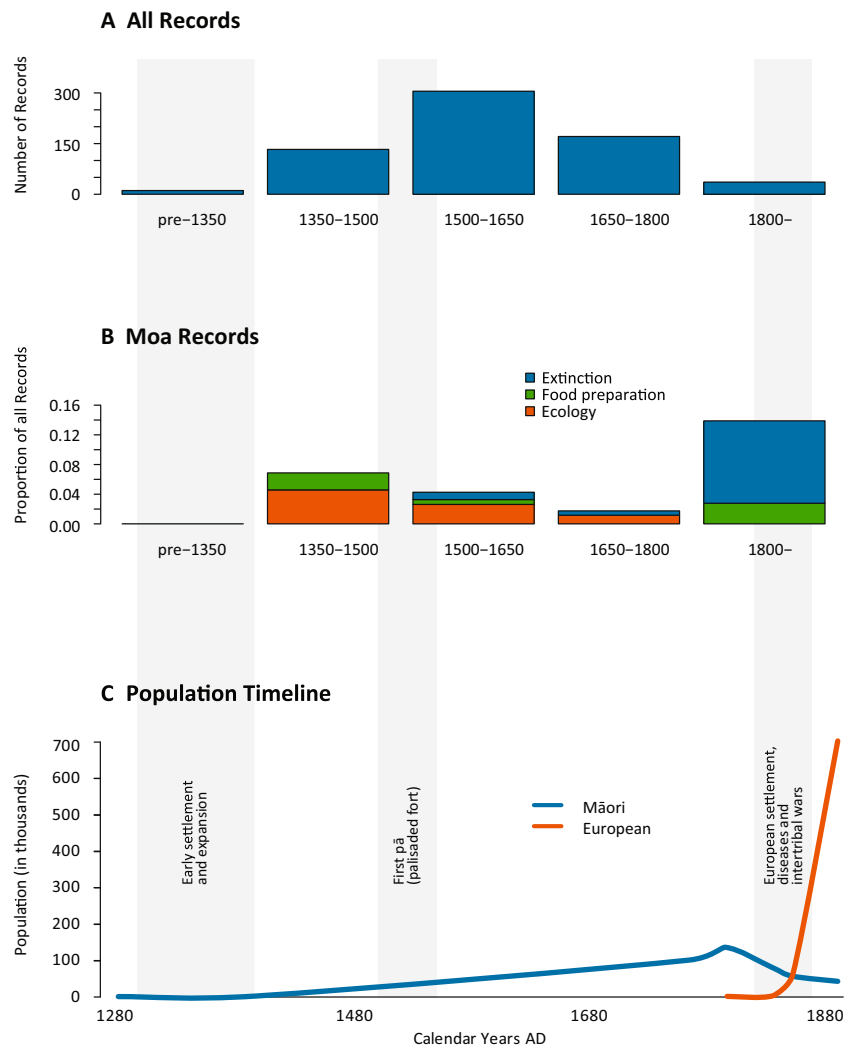 A All Records
Number of Records
300
150
0
pre−1350
1350−1500
1500−1650
1650−1800
1800−
B Moa Records
Extinction
Food preparation
Ecology
Proportion of all Records
0.16
0.12
0.08
0.04
0.00
pre−1350
1350−1500
1500−1650
1650−1800
1800−
C Population Timeline
Population (in thousands)
700
600
500
400
300
200
100
0
Early settlement
and expansion
First pā
(palisaded fort)
Māori
European
European settlement,
diseases and
intertribal wars
1280
1480
1680
1880
Calendar Years AD